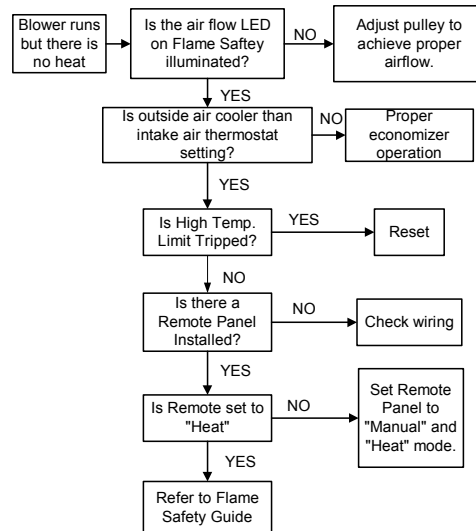 Blower runs
but there is
no heat
Is the air flow LED
on Flame Saftey
illuminated?
NO
Adjust pulley to
achieve proper
airflow.
YES
Is outside air cooler than
intake air thermostat
setting?
NO
Proper
economizer
operation
YES
Is High Temp.
Limit Tripped?
YES
Reset
NO
Is there a
Remote Panel
Installed?
NO
Check wiring
YES
Is Remote set to
"Heat"
NO
Set Remote
Panel to
"Manual" and
"Heat" mode.
YES
Refer to Flame
Safety Guide